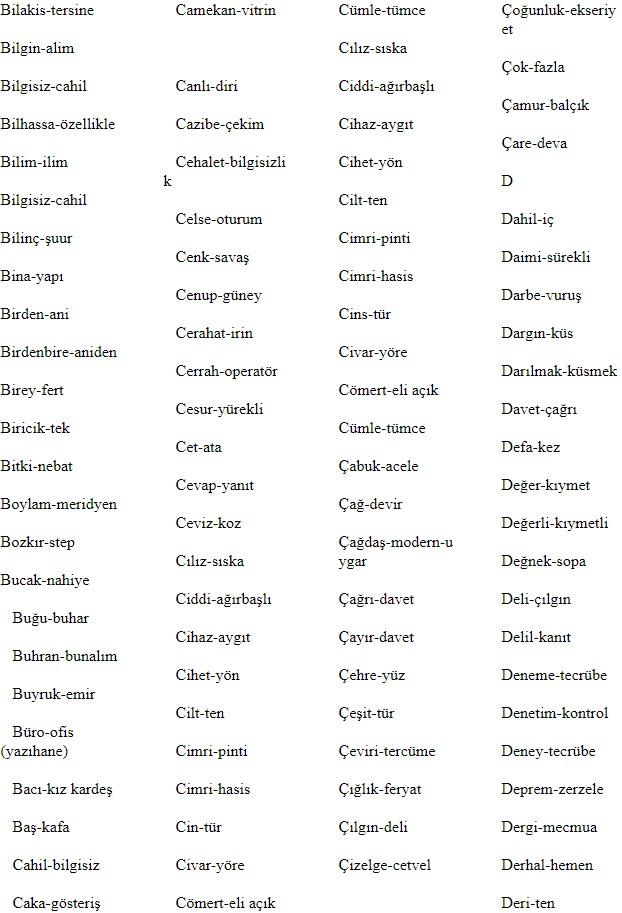 Bilakis-tersine
Bilgin-alim
Bilgisiz-cahil
Bilhassa-özellikle
Bilim-ilim
Bilgisiz-cahil
Bilinç-şuur
Bina-yapı
Birden-ani
Birdenbire-aniden
Birey-fert
Biricik-tek
Bitki-nebat
Boylam-meridyen
Bozkır-step
Bucak-nahiye
Buğu-buhar
Buhran-bunalım
Buyruk-emir
Büro-ofis
(yazıhane)
Bacı-kız kardeş
Baş-kafa
Cahil-bilgisiz
Caka-gösteriş
Camekan-vitrin
Canlı-diri
Cazibe-çekim
Cehalet-bilgisizli
k
Celse-oturum
Cenk-savaş
Cenup-güney
Cerahat-irin
Cerrah-operatör
Cesur-yürekli
Cet-ata
Cevap-yanıt
Ceviz-koz
Cılız-sıska
Ciddi-ağırbaşlı
Cihaz-aygıt
Cihet-yön
Cilt-ten
Cimri-pinti
Cimri-hasis
Cin-tür
Civar-yöre
Cömert-eli açık
Cümle-tümce
Cılız-sıska
Ciddi-ağırbaşlı
Cihaz-aygıt
Cihet-yön
Cilt-ten
Cimri-pinti
Cimri-hasis
Cins-tür
Civar-yöre
Cömert-eli açık
Cümle-tümce
Çabuk-acele
Çağ-devir
Çağdaş-modern-u
ygar
Çağrı-davet
Çayır-davet
Çehre-yüz
Çeşit-tür
Çeviri-tercüme
Çığlık-feryat
Çılgın-deli
Çizelge-cetvel
Çoğunluk-ekseriy
et
Çok-fazla
Çamur-balçık
Çare-deva
D
Dahil-iç
Daimi-sürekli
Darbe-vuruş
Dargın-küs
Darılmak-küsmek
Davet-çağrı
Defa-kez
Değer-kıymet
Değerli-kıymetli
Değnek-sopa
Deli-çılgın
Delil-kanıt
Deneme-tecrübe
Denetim-kontrol
Deney-tecrübe
Deprem-zerzele
Dergi-mecmua
Derhal-hemen
Deri-ten